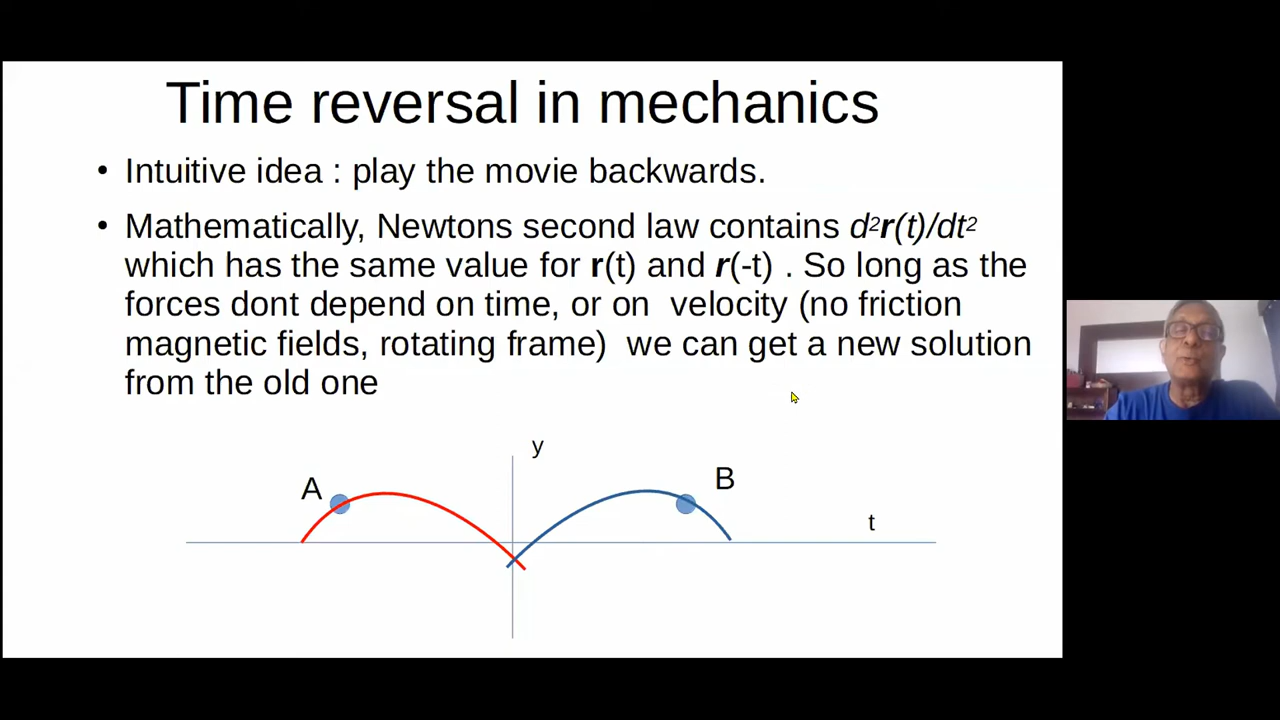 Time reversal in mechanics
• Intuitive idea : play the movie backwards.
• Mathematically, Newtons second law contains d²r(t)/dt²
which has the same value for r(t) and r(-t) . So long as the
forces dont depend on time, or on velocity (no friction
magnetic fields, rotating frame) we can get a new solution
from the old one
y
A
B
t